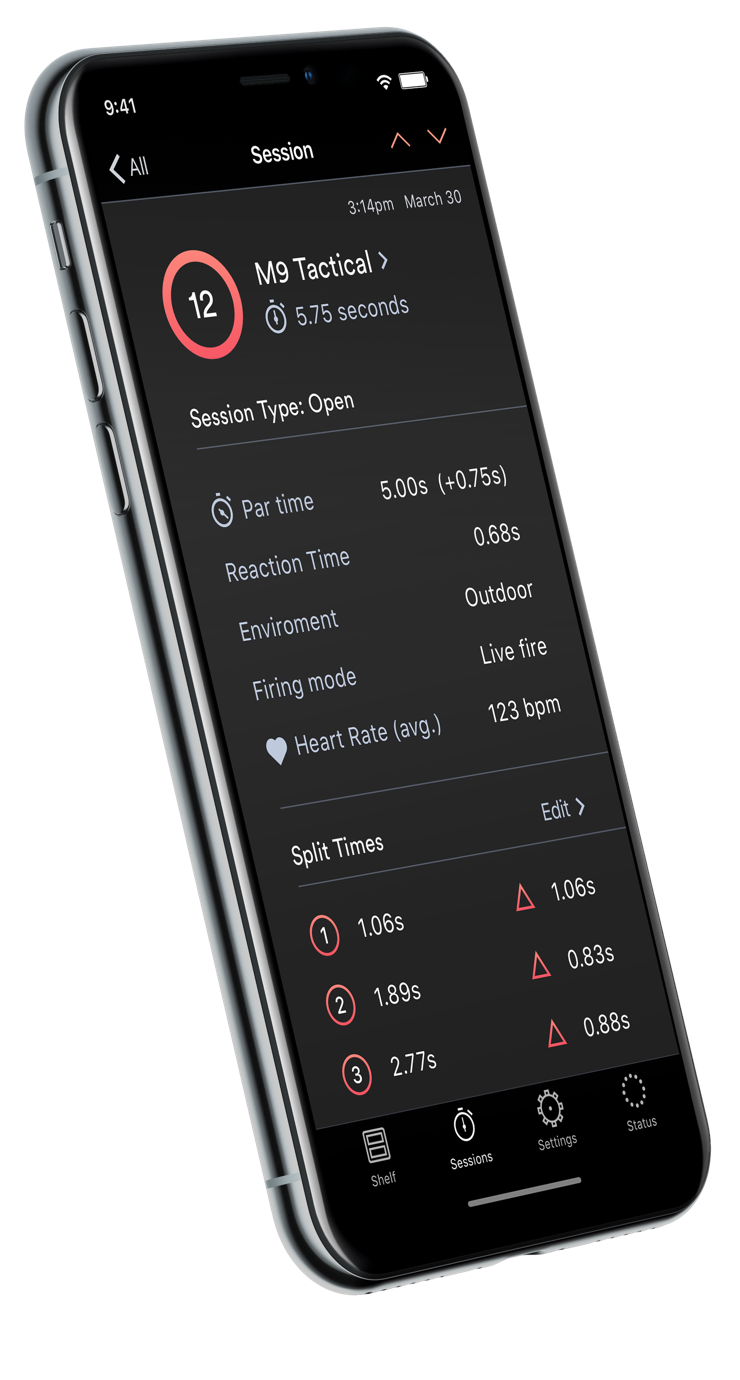 9:41
All Session
3:14pm March 30
12
M9 Tactical
5.75 seconds
Session Type: Open
Par time 5.00s (+0.75s)
Reaction Time 0.68s
Enviroment Outdoor
Firing mode Live fire
Heart Rate (avg.) 123 bpm
Split Times Edit
1 1.06s 1.06s
2 1.89s 0.83s
3 2.77s 0.88s
Shelf Sessions Settings Status